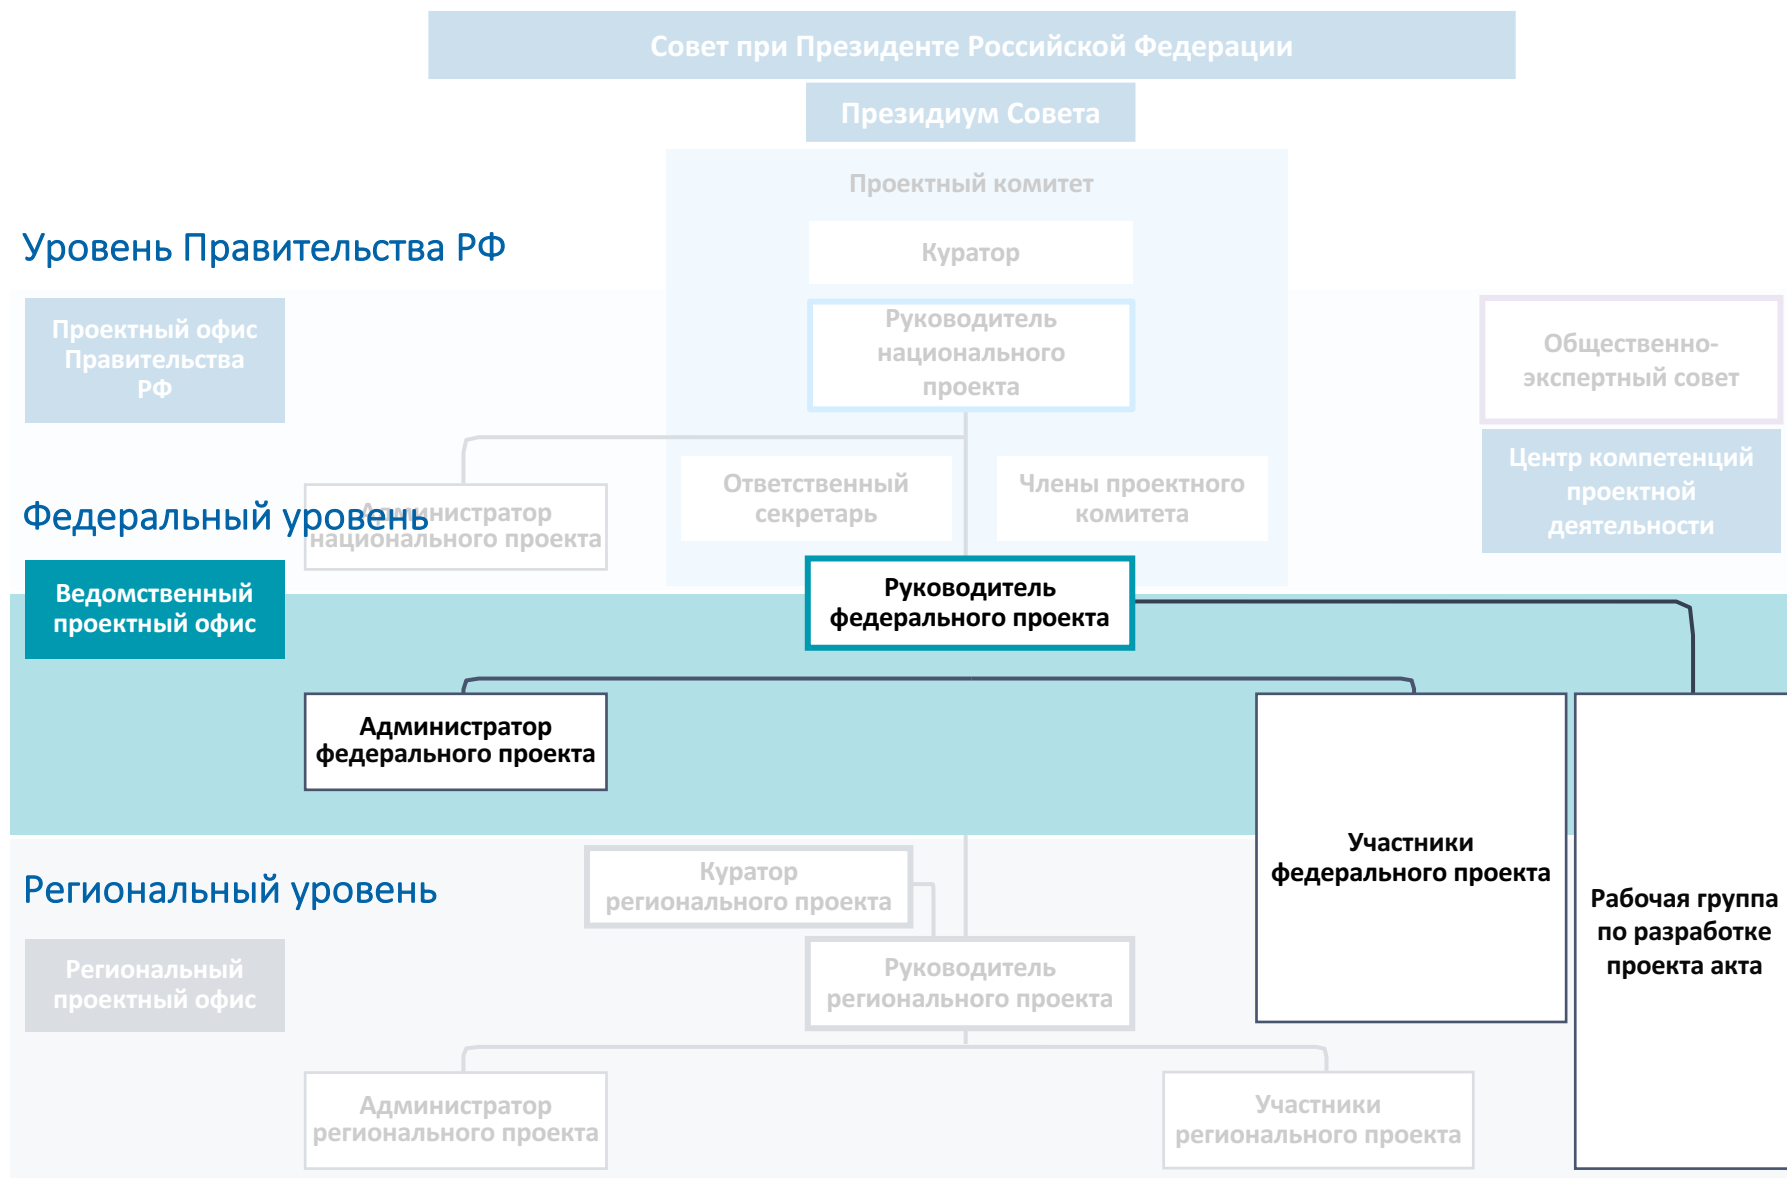 Совет при Президенте Российской Федерации
Президиум Совета
Проектный комитет
Куратор
Уровень Правительства РФ
Проектный офис
Правительства
РФ
Руководитель
национального
проекта
Общественно-
экспертный совет
Ответственный
секретарь
Члены проектного
комитета
Центр компетенций
проектной
деятельности
Федеральный уровень
Администратор
национального проекта
Ведомственный
проектный офис
Руководитель
федерального проекта
Администратор
федерального проекта
Участники
федерального проекта
Рабочая группа
по разработке
проекта акта
Региональный уровень
Куратор
регионального проекта
Региональный
проектный офис
Руководитель
регионального проекта
Администратор
регионального проекта
Участники
регионального проекта